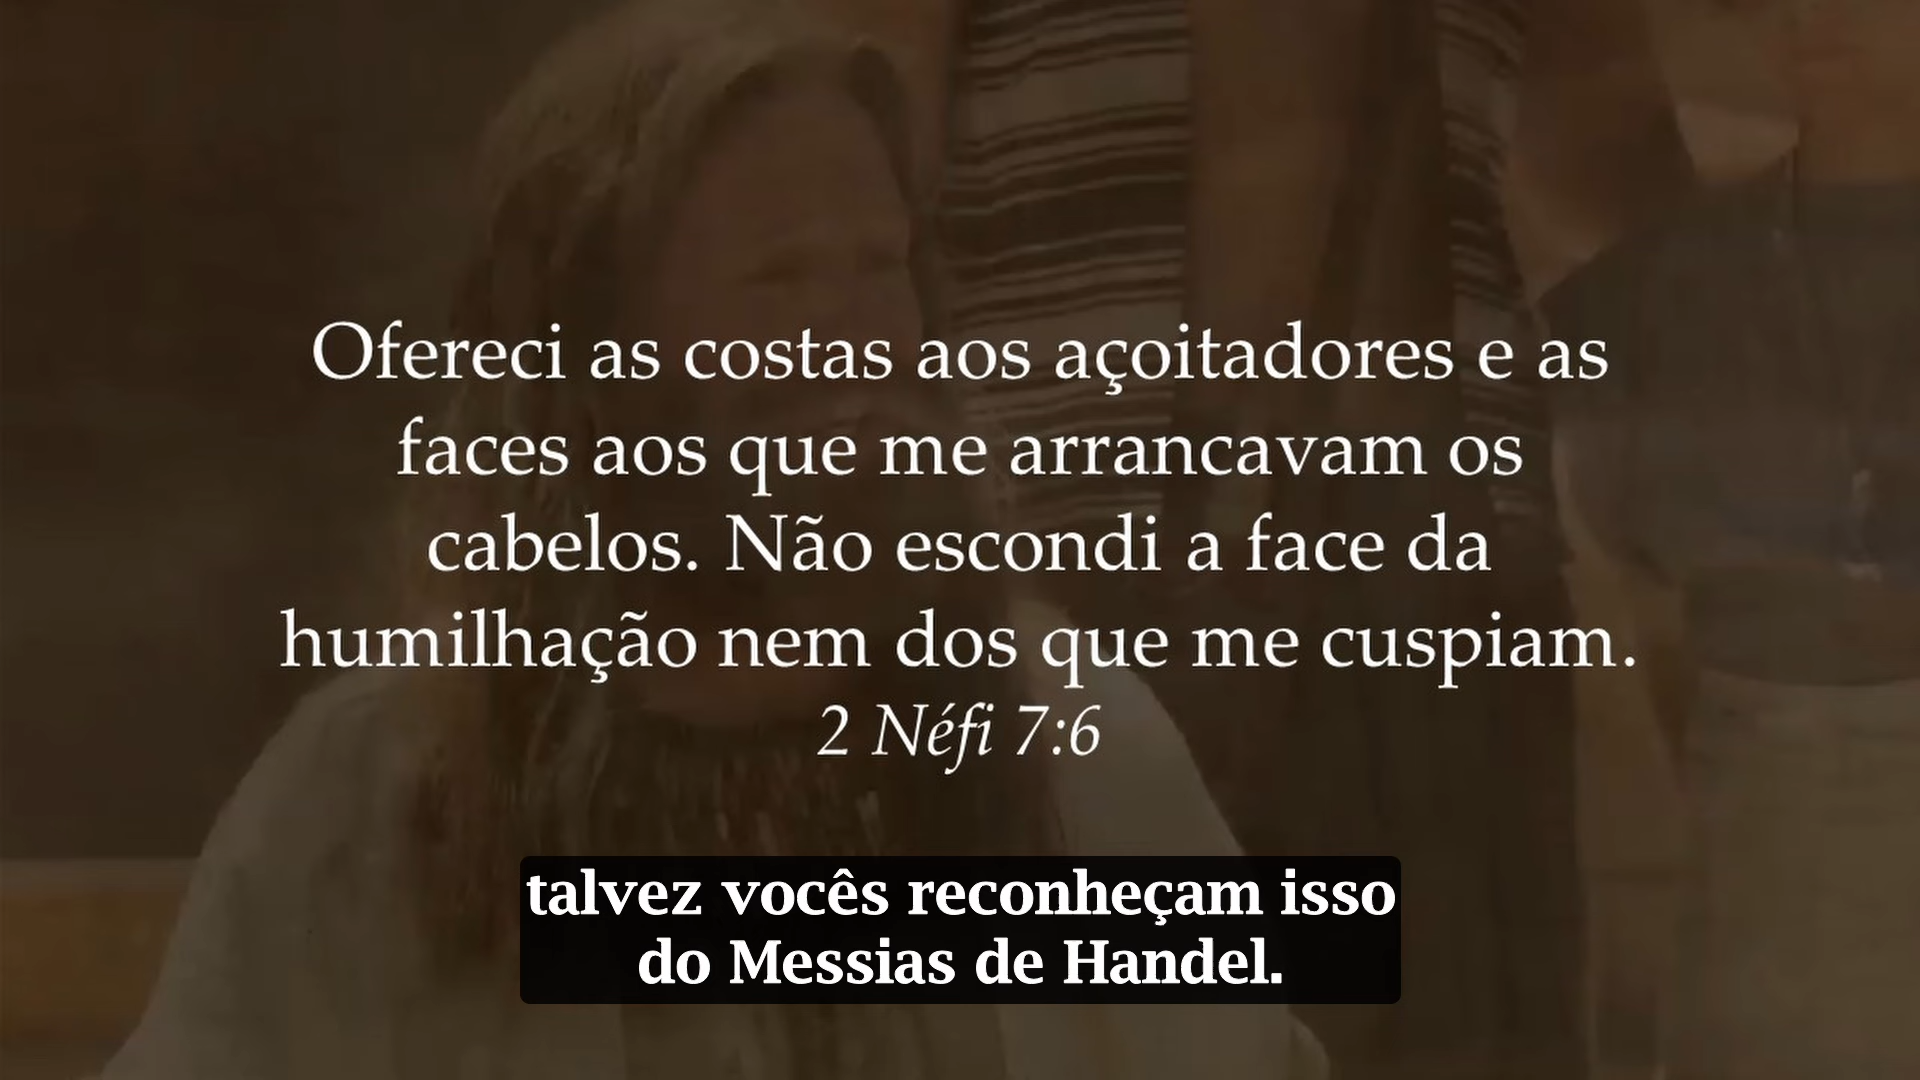 Ofereci as costas aos açoitadores e as
faces aos que me arrancavam os
cabelos. Não escondi a face da
humilhação nem dos que me cuspiam.
2 Néfi 7:6
talvez vocês reconheçam isso
do Messias de Handel.